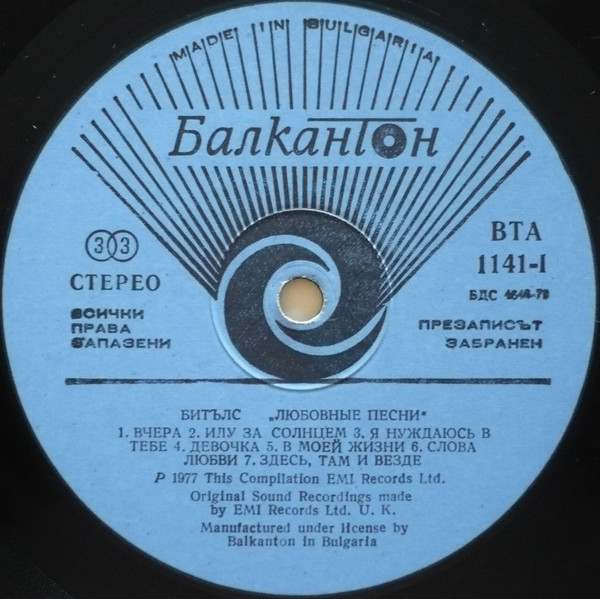 MADE IN BULGARIA
Балкантон
33
СТЕРЕО
ВСИЧКИ
ПРАВА
ЗАПАЗЕНИ
ВТА
1141-I
БДС 4644-78
ПРЕЗАПИСЪТ
ЗАБРАНЕН
БИТЪЛС „ЛЮБОВНЫЕ ПЕСНИ"
1. ВЧЕРА 2. ИДУ ЗА СОЛНЦЕМ 3. Я НУЖДАЮСЬ В
ТЕБЕ 4. ДЕВОЧКА 5. В МОЕЙ ЖИЗНИ 6. СЛОВА
ЛЮБВИ 7. ЗДЕСЬ, ТАМ И ВЕЗДЕ
P 1977 This Compilation EMI Records Ltd.
Original Sound Recordings made
by EMI Records Ltd. U. K.
Manufactured under license by
Balkanton in Bulgaria